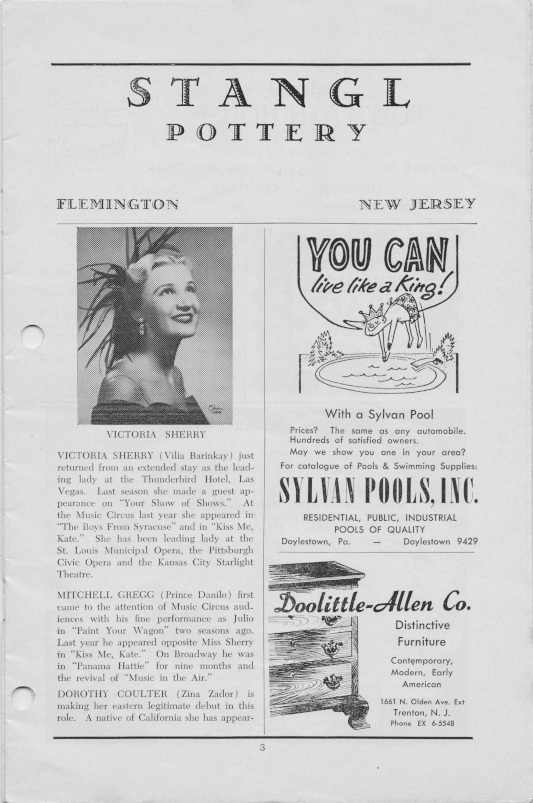 STANGL
POTTERY
FLEMINGTON NEW JERSEY
VICTORIA SHERRY
VICTORIA SHERRY (Vilia Barinkay) just
returned from an extended stay as the lead-
ing lady at the Thunderbird Hotel, Las
Vegas. Last season she made a guest ap-
pearance on "Your Show of Shows." At
the Music Circus last year she appeared in
"The Boys From Syracuse" and in "Kiss Me,
Kate." She has been leading lady at the
St. Louis Municipal Opera, the Pittsburgh
Civic Opera and the Kansas City Starlight
Theatre.
MITCHELL GREGG (Prince Danilo) first
came to the attention of Music Circus aud-
iences with his fine performance as Julio
in "Paint Your Wagon" two seasons ago.
Last year he appeared opposite Miss Sherry
in "Kiss Me, Kate." On Broadway he was
in "Panama Hattie" for nine months and
the revival of "Music in the Air."
DOROTHY COULTER (Zina Zador) is
making her eastern legitimate debut in this
role. A native of California she has appear-
YOU CAN
live like a King!
With a Sylvan Pool
Prices? The same as any automobile.
Hundreds of satisfied owners.
May we show you one in your area?
For catalogue of Pools & Swimming Supplies:
SYLVAN POOLS, INC.
RESIDENTIAL, PUBLIC, INDUSTRIAL
POOLS OF QUALITY
Doylestown, Pa. — Doylestown 9429
Doolittle-Allen Co.
Distinctive
Furniture
Contemporary,
Modern, Early
American
1661 N. Olden Ave. Ext
Trenton, N. J.
Phone EX 6-5548
3